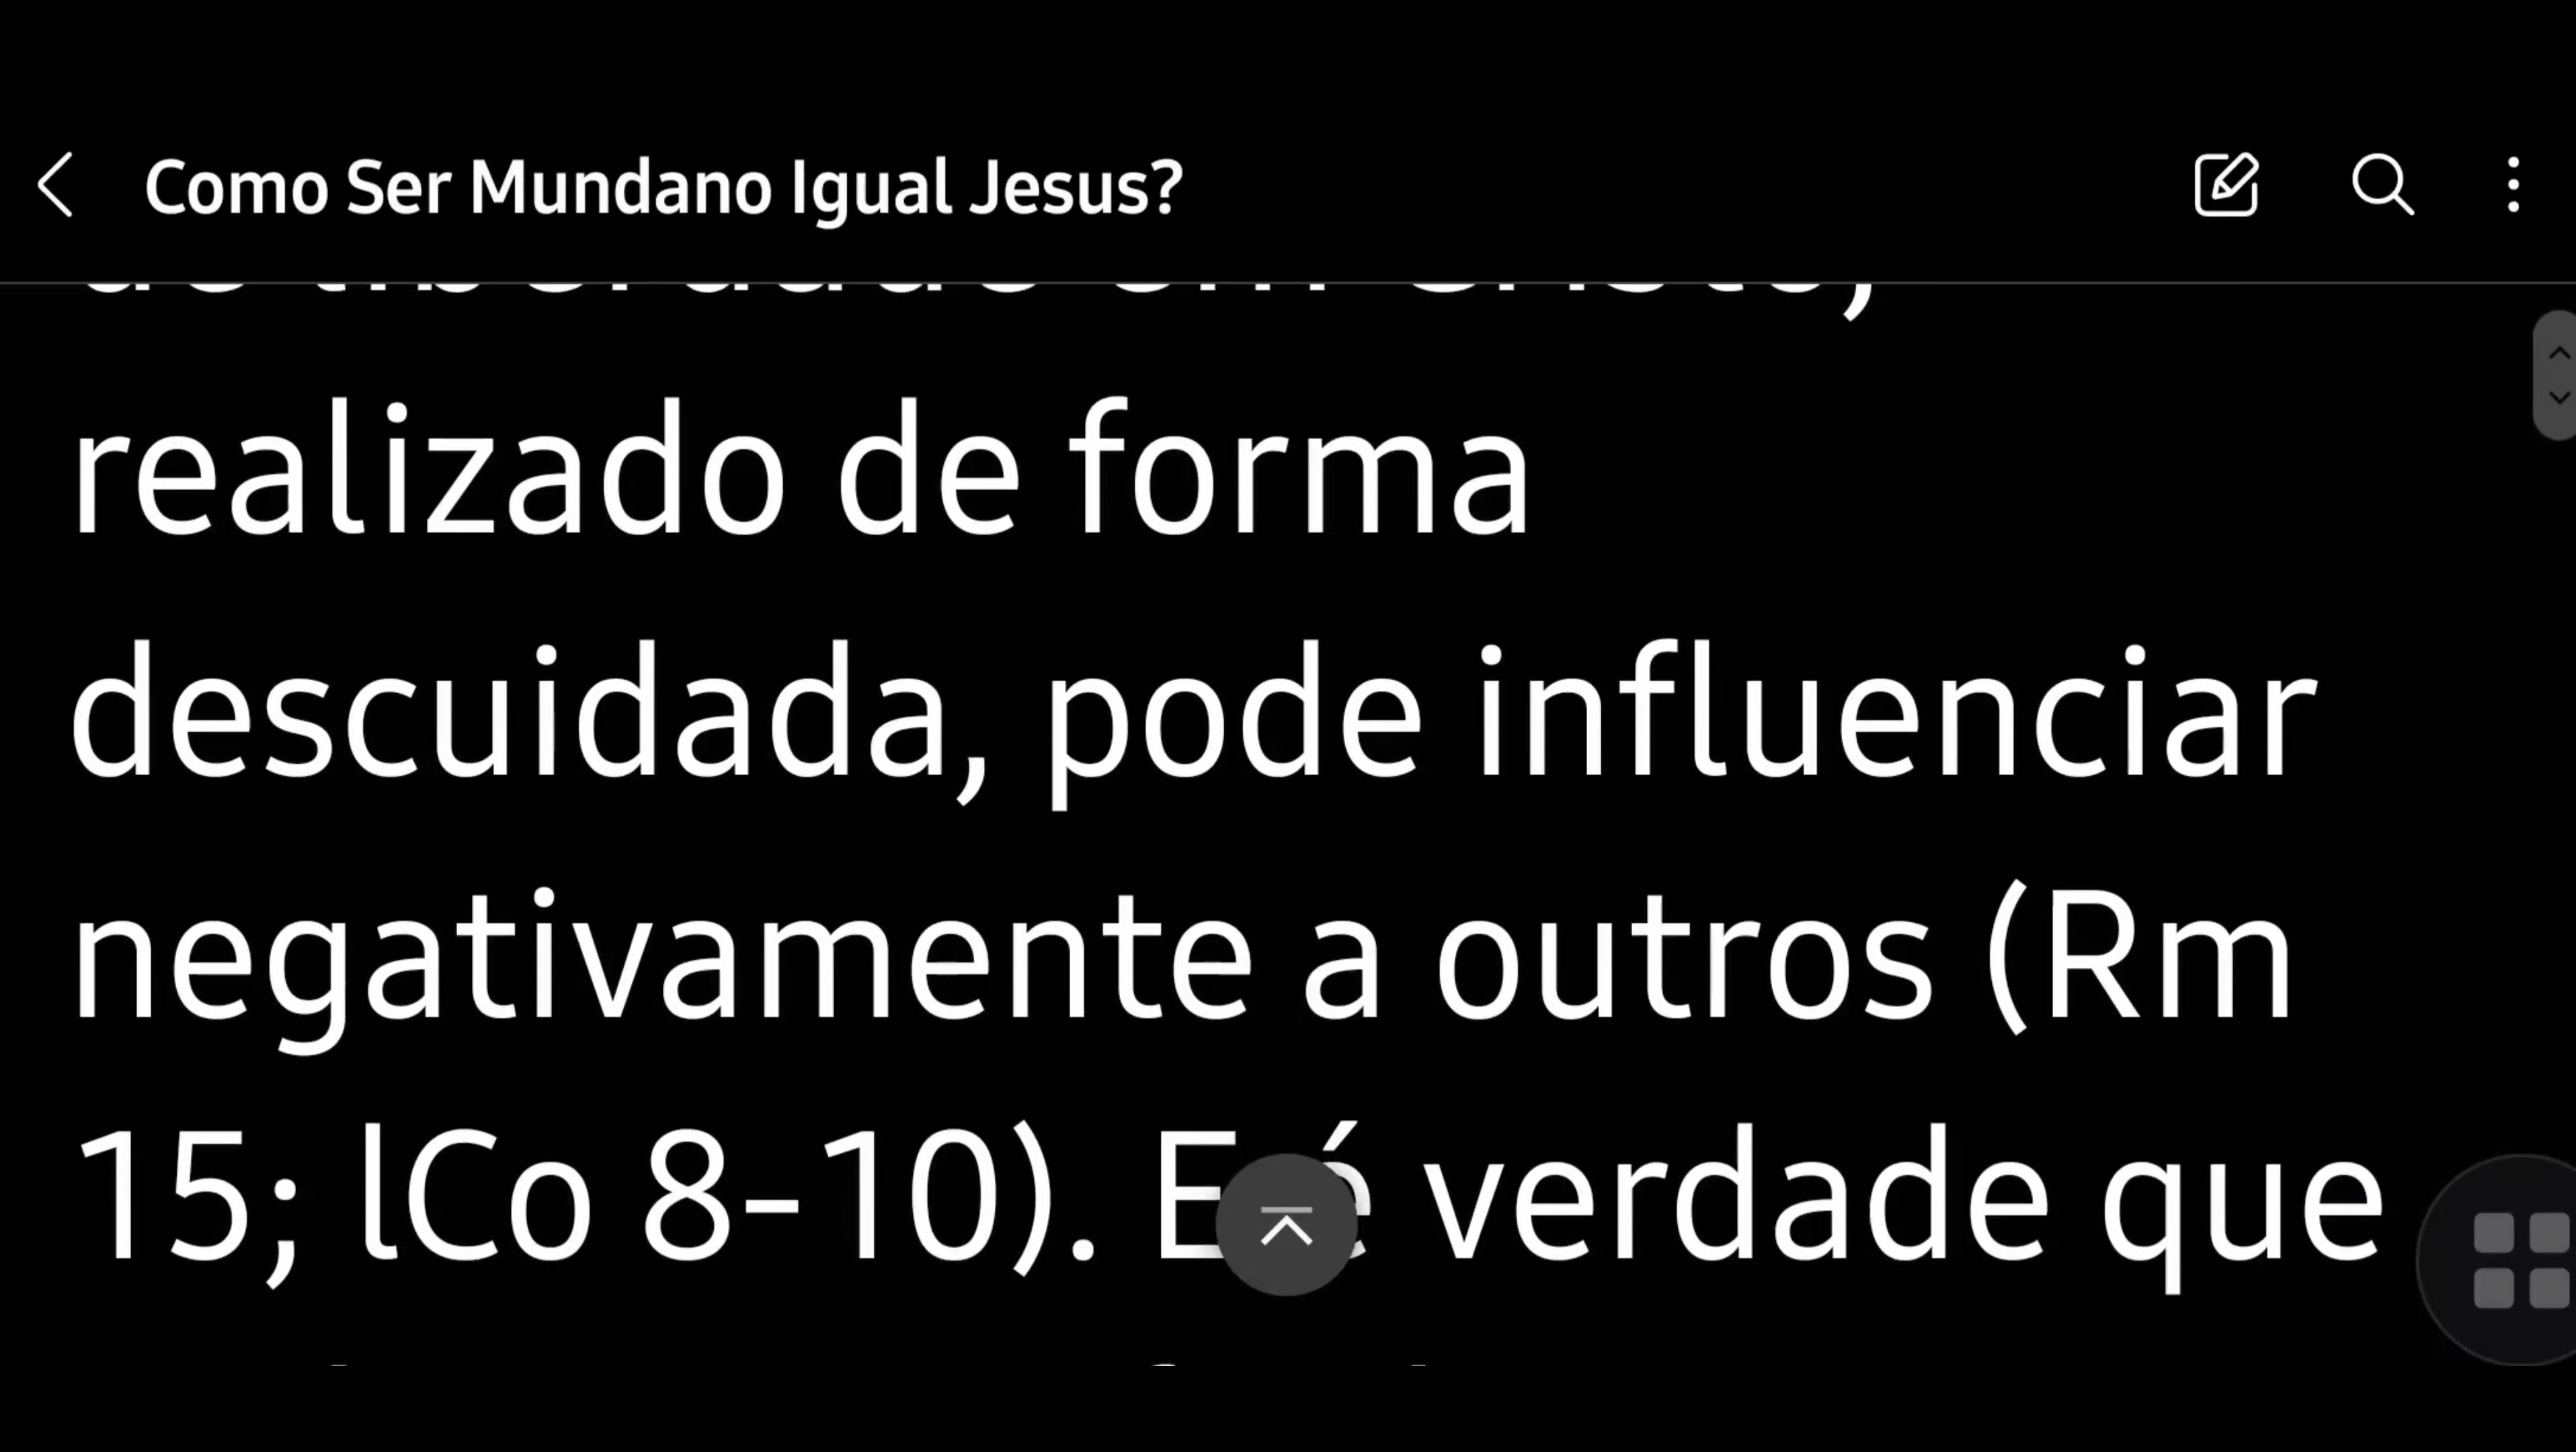 Como Ser Mundano Igual Jesus?
realizado de forma
descuidada, pode influenciar
negativamente a outros (Rm
15; lCo 8-10). E é verdade que